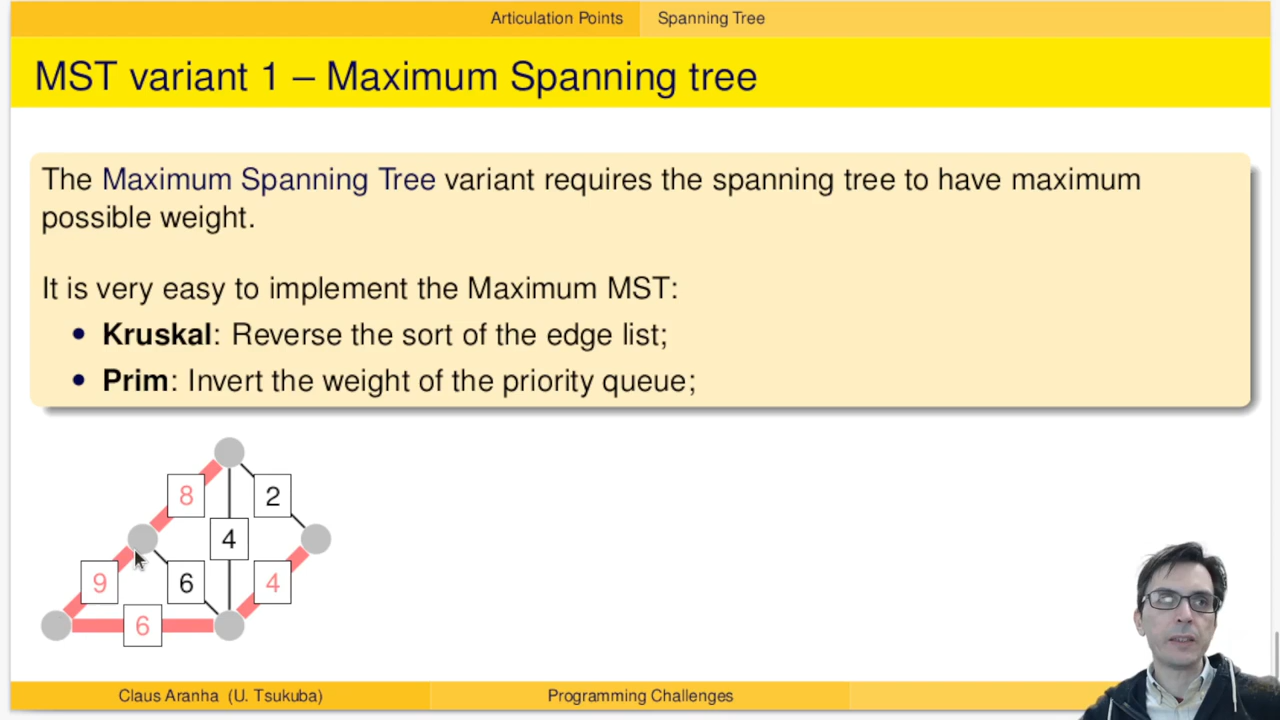 Articulation Points Spanning Tree
MST variant 1 – Maximum Spanning tree
The Maximum Spanning Tree variant requires the spanning tree to have maximum
possible weight.
It is very easy to implement the Maximum MST:
• Kruskal: Reverse the sort of the edge list;
• Prim: Invert the weight of the priority queue;
8
2
4
9
6
4
6
Claus Aranha (U. Tsukuba) Programming Challenges